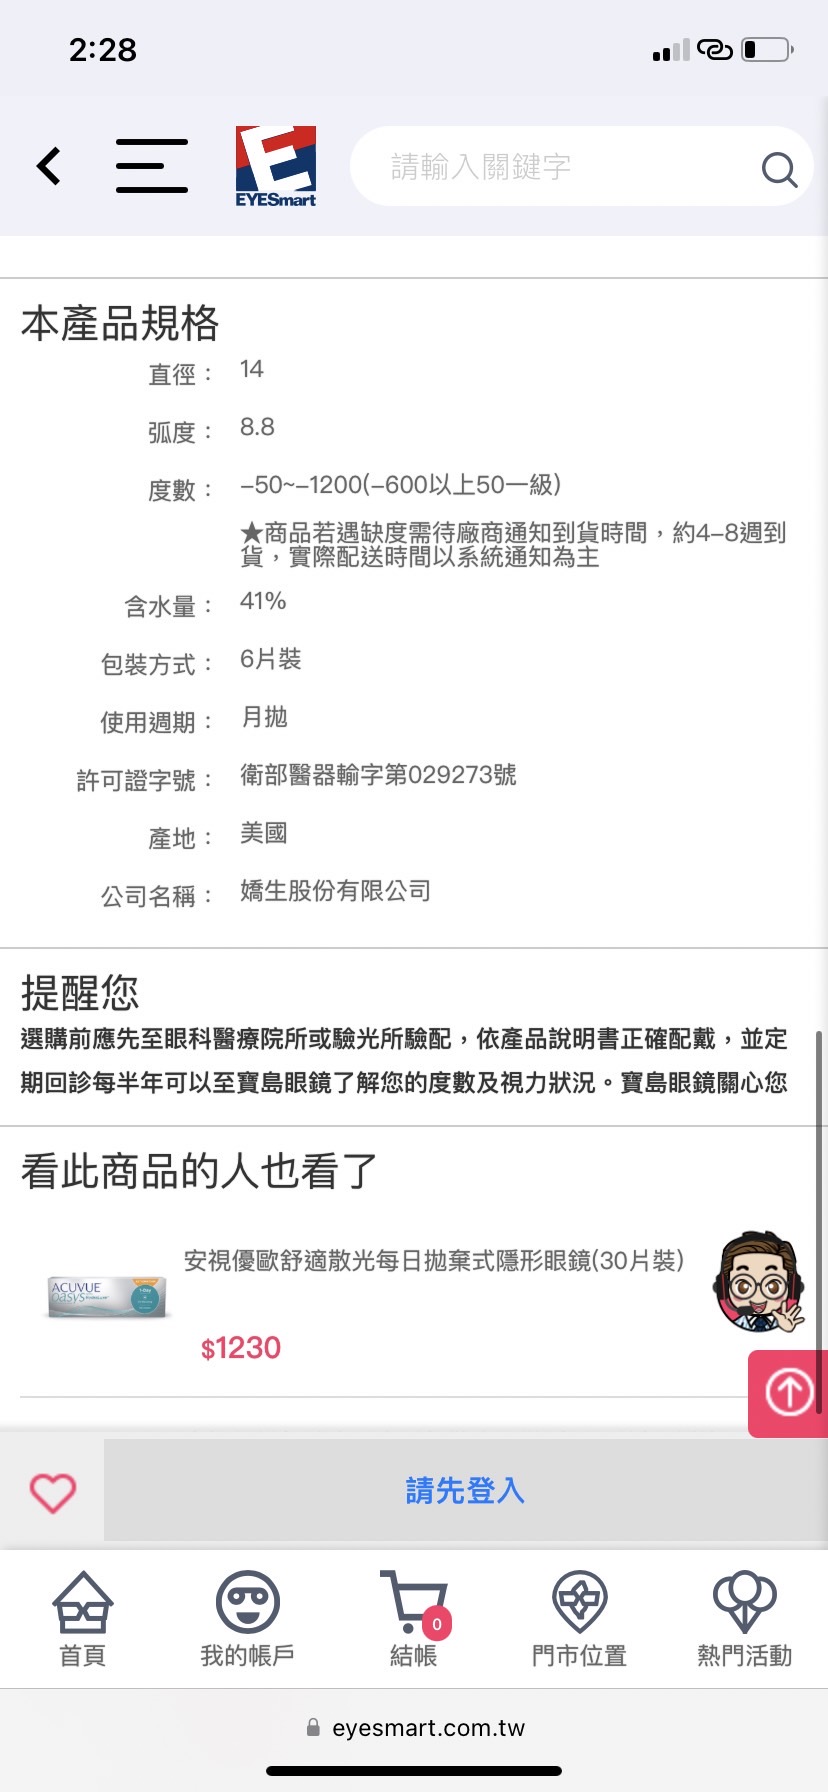 2:28
EYESmart
請輸入關鍵字
本產品規格
直徑： 14
弧度： 8.8
度數： -50~-1200(-600以上50一級)
★商品若遇缺度需待廠商通知到貨時間，約4-8週到
貨，實際配送時間以系統通知為主
含水量： 41%
包裝方式： 6片裝
使用週期： 月拋
許可證字號： 衛部醫器輸字第029273號
產地： 美國
公司名稱： 嬌生股份有限公司
提醒您
選購前應先至眼科醫療院所或驗光所驗配，依產品說明書正確配戴，並定
期回診每半年可以至寶島眼鏡了解您的度數及視力狀況。寶島眼鏡關心您
看此商品的人也看了
安視優歐舒適散光每日拋棄式隱形眼鏡(30片裝)
ACUVUE
oasys
1-Day
$1230
請先登入
0
首頁 我的帳戶 結帳 門市位置 熱門活動
eyesmart.com.tw